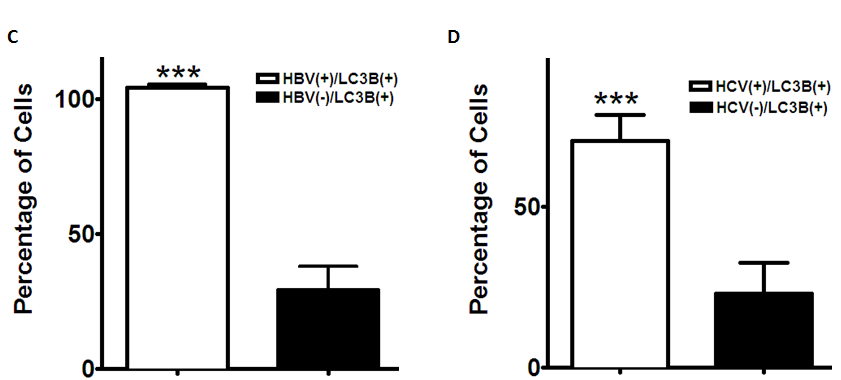 C
***
HBV(+)/LC3B(+)
HBV(-)/LC3B(+)
Percentage of Cells
100
50
0
D
***
HCV(+)/LC3B(+)
HCV(-)/LC3B(+)
Percentage of Cells
50
0